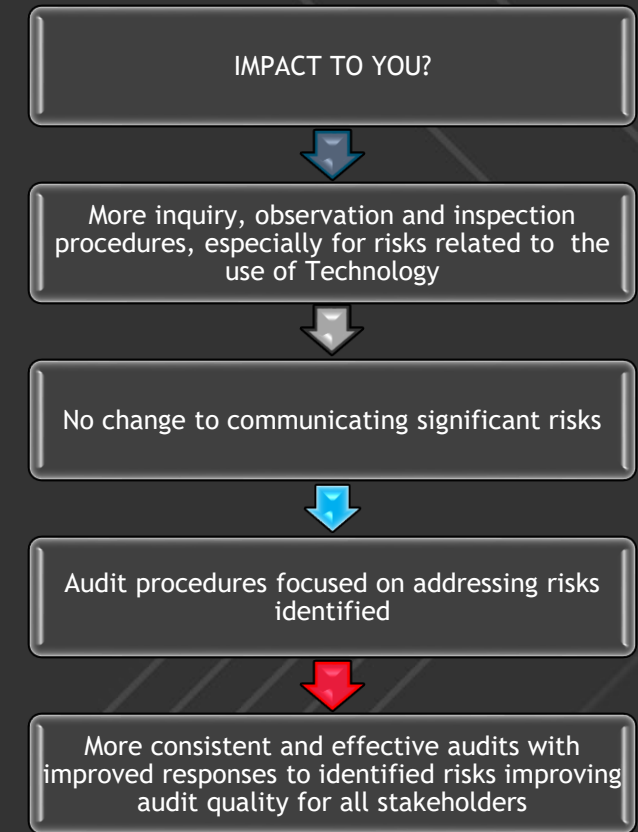 IMPACT TO YOU?
More inquiry, observation and inspection
procedures, especially for risks related to the
use of Technology
No change to communicating significant risks
Audit procedures focused on addressing risks
identified
More consistent and effective audits with
improved responses to identified risks improving
audit quality for all stakeholders